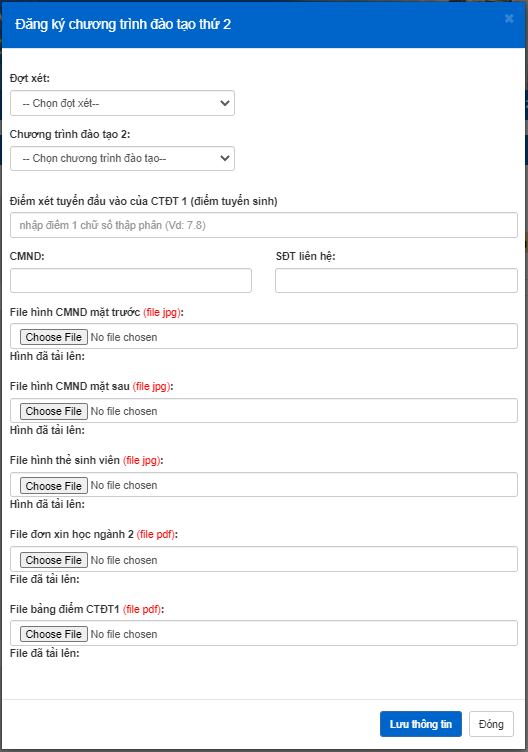 Đăng ký chương trình đào tạo thứ 2
×
Đợt xét:
-- Chọn đợt xét--
Chương trình đào tạo 2:
-- Chọn chương trình đào tạo--
Điểm xét tuyển đầu vào của CTĐT 1 (điểm tuyển sinh)
nhập điểm 1 chữ số thập phân (Vd: 7.8)
CMND: SĐT liên hệ:
File hình CMND mặt trước (file jpg):
Choose File No file chosen
Hình đã tải lên:
File hình CMND mặt sau (file jpg):
Choose File No file chosen
Hình đã tải lên:
File hình thẻ sinh viên (file jpg):
Choose File No file chosen
Hình đã tải lên:
File đơn xin học ngành 2 (file pdf):
Choose File No file chosen
File đã tải lên:
File bảng điểm CTĐT1 (file pdf):
Choose File No file chosen
File đã tải lên:
Lưu thông tin Đóng